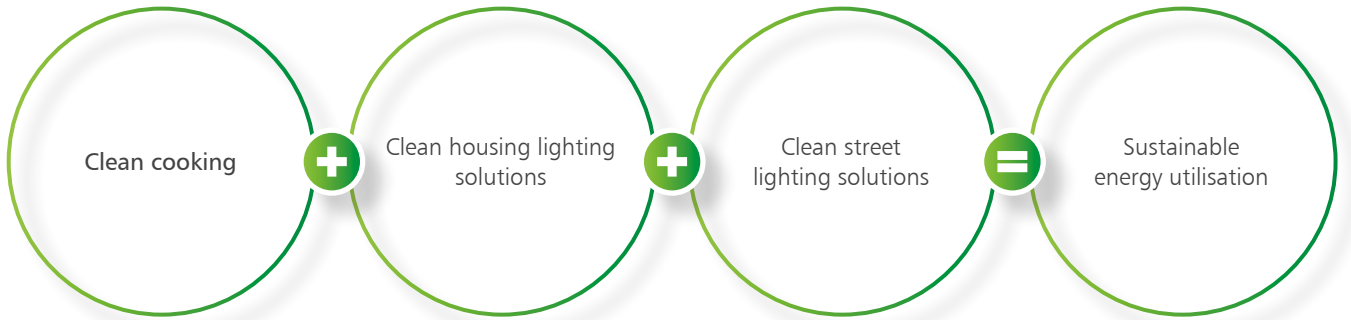 Clean cooking
+
Clean housing lighting
solutions
+
Clean street
lighting solutions
=
Sustainable
energy utilisation